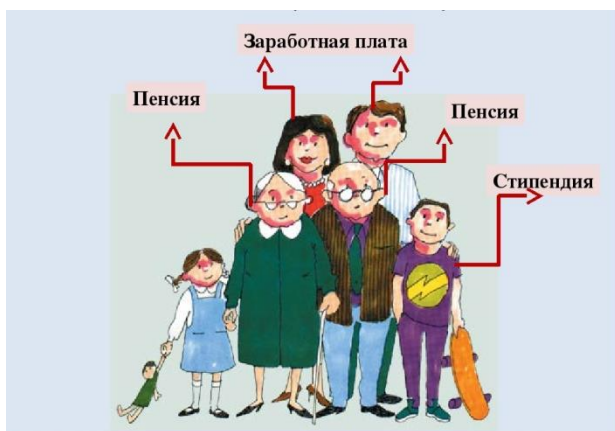 Заработная плата
Пенсия
Пенсия
Стипендия